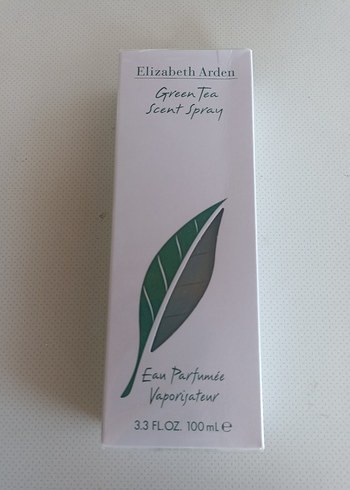 Elizabeth Arden
Green Tea
Scent Spray
Eau Parfumée
Vaporisateur
3.3 FL.OZ. 100 mL ℮